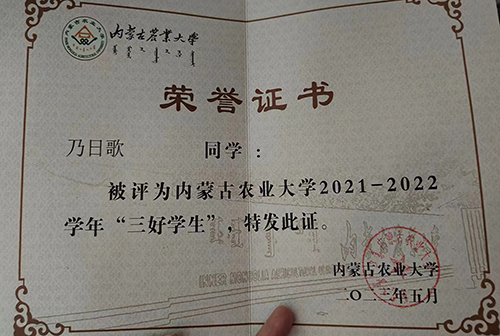 内蒙古农业大学
荣誉证书
乃日歌 同学：
被评为内蒙古农业大学2021-2022
学年“三好学生”，特发此证。
内蒙古农业大学
二〇二三年五月